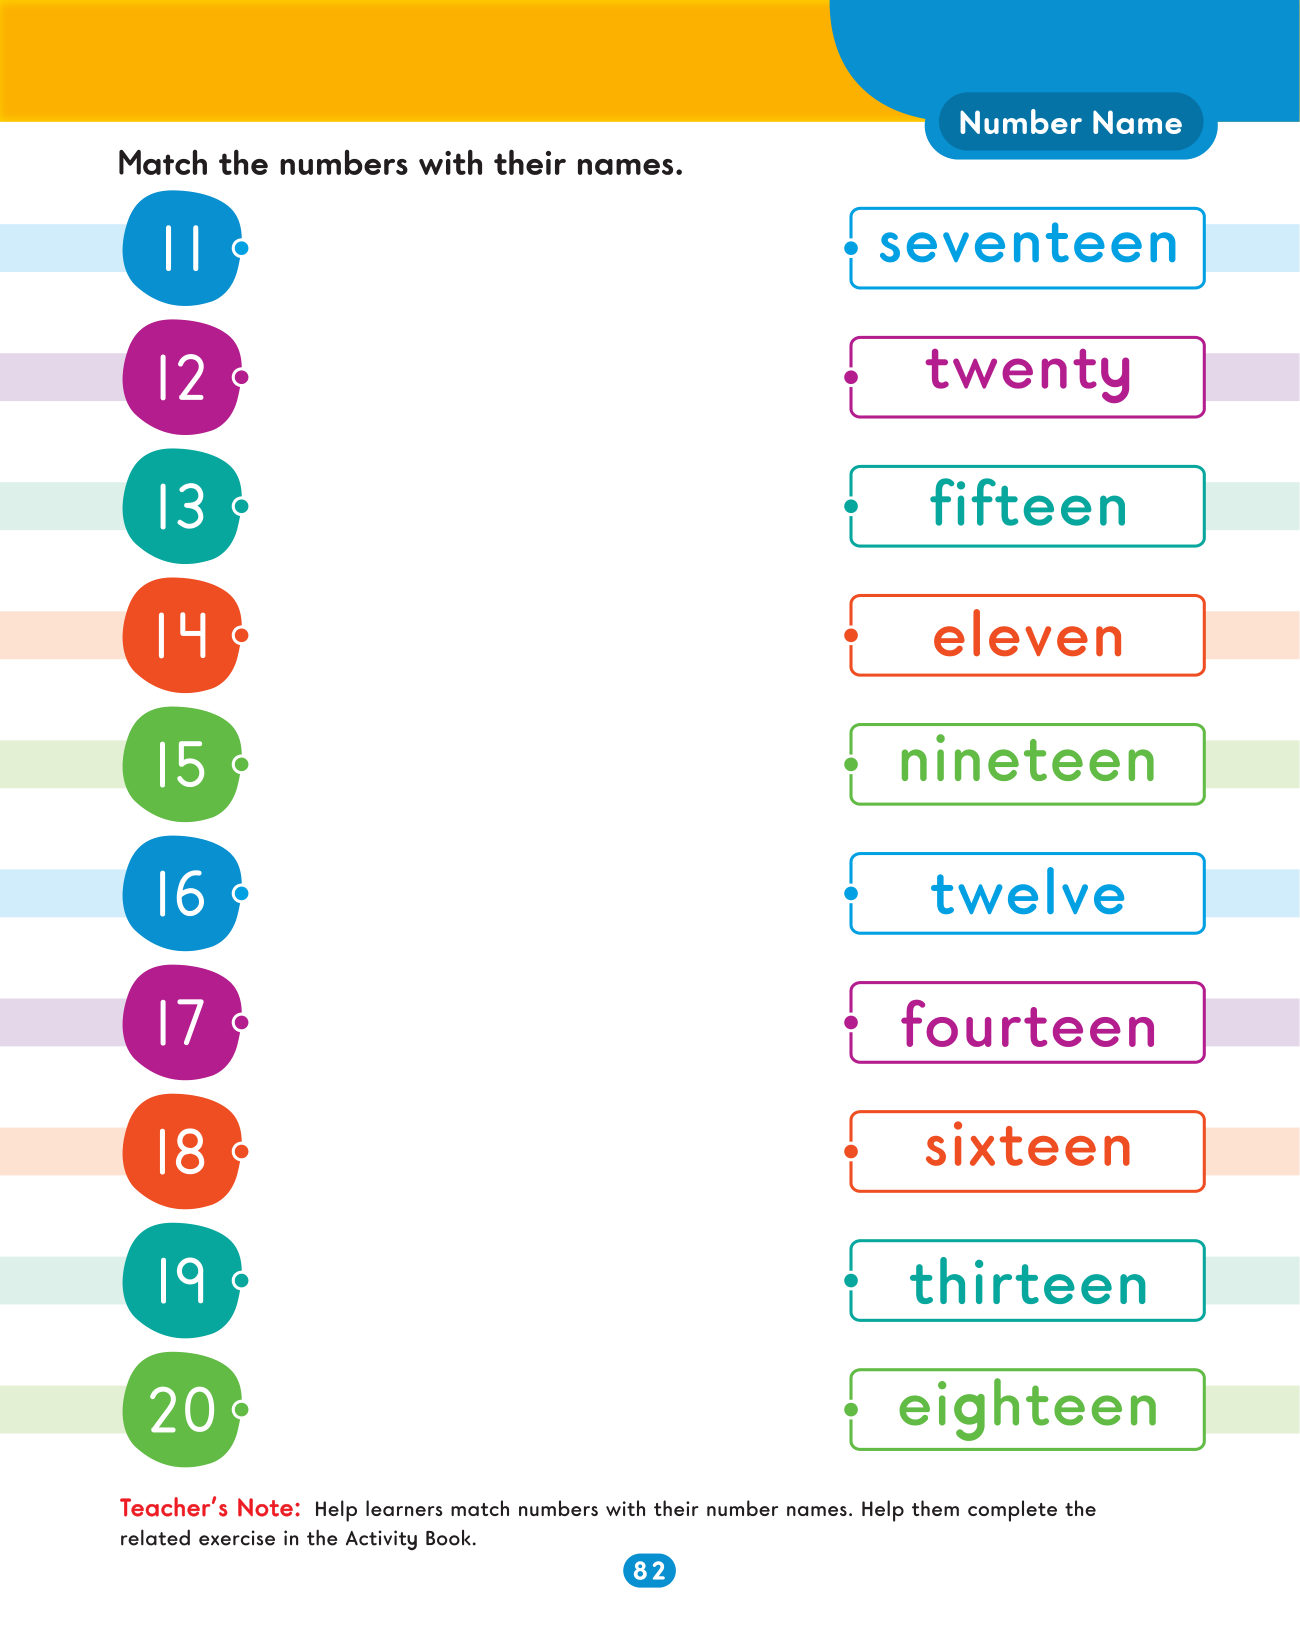 Number Name
Match the numbers with their names.
11 seventeen
12 twenty
13 fifteen
14 eleven
15 nineteen
16 twelve
17 fourteen
18 sixteen
19 thirteen
20 eighteen
Teacher's Note: Help learners match numbers with their number names. Help them complete the
related exercise in the Activity Book.
82